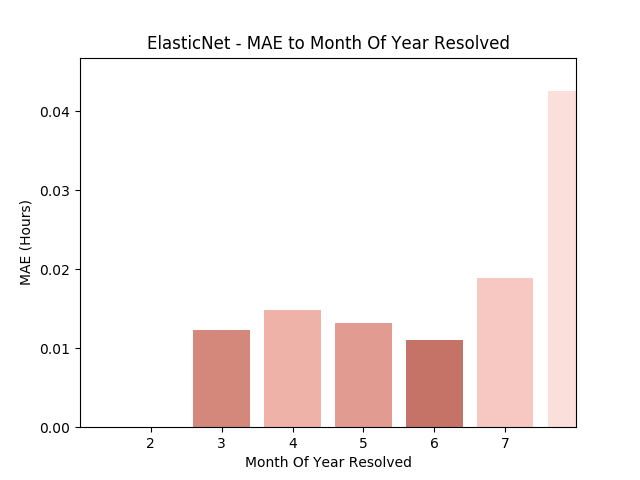 ElasticNet - MAE to Month Of Year Resolved
0.04
0.03
0.02
0.01
0.00
MAE (Hours)
2 3 4 5 6 7
Month Of Year Resolved